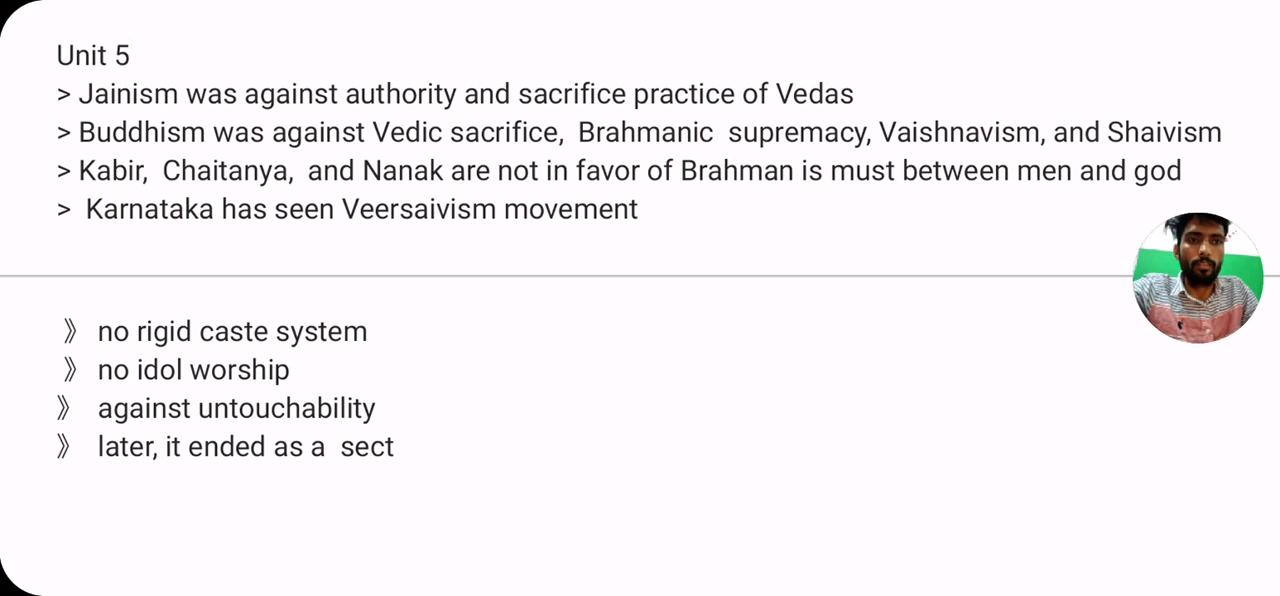 Unit 5
> Jainism was against authority and sacrifice practice of Vedas
> Buddhism was against Vedic sacrifice,  Brahmanic  supremacy, Vaishnavism, and Shaivism
> Kabir,  Chaitanya,  and Nanak are not in favor of Brahman is must between men and god
>  Karnataka has seen Veersaivism movement
》 no rigid caste system
》 no idol worship
》 against untouchability
》 later, it ended as a  sect